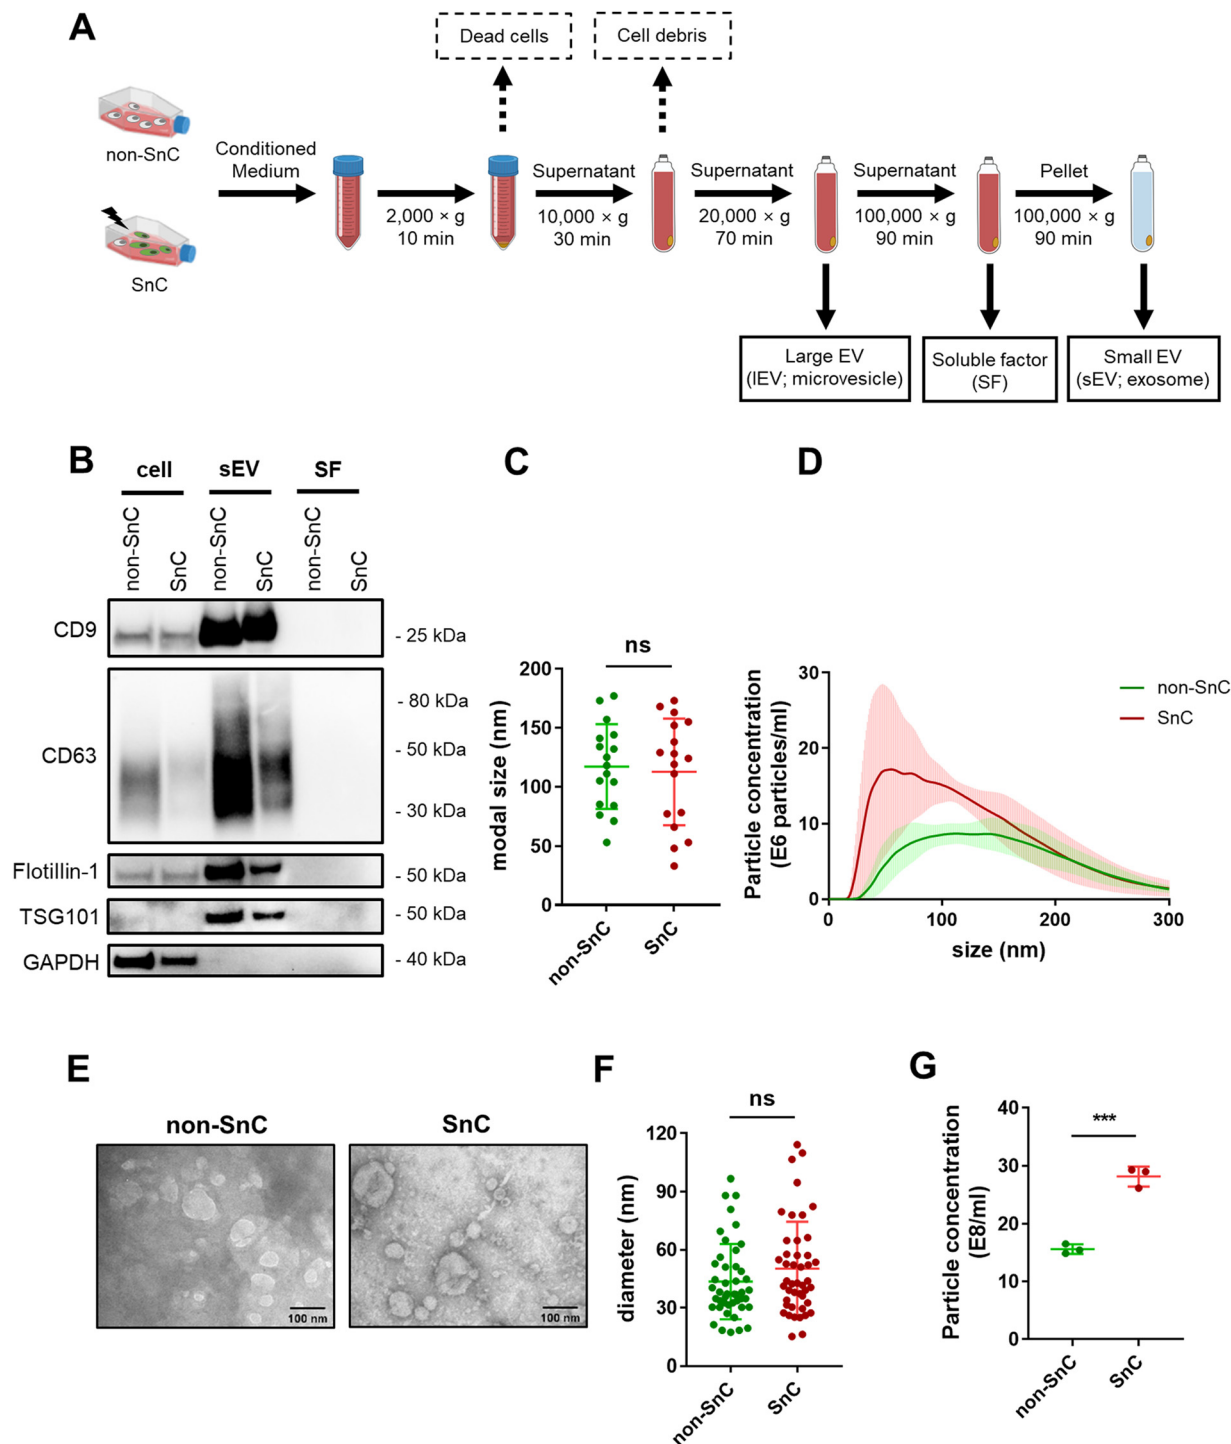 A
Dead cells
Cell debris
non-SnC
SnC
Conditioned
Medium
2,000 × g
10 min
Supernatant
10,000 × g
30 min
Supernatant
20,000 × g
70 min
Supernatant
100,000 × g
90 min
Pellet
100,000 × g
90 min
Large EV
(lEV; microvesicle)
Soluble factor
(SF)
Small EV
(sEV; exosome)
B
cell
sEV
SF
non-SnC
SnC
non-SnC
SnC
non-SnC
SnC
CD9
- 25 kDa
CD63
- 80 kDa
- 50 kDa
- 30 kDa
Flotillin-1
- 50 kDa
TSG101
- 50 kDa
GAPDH
- 40 kDa
C
ns
modal size (nm)
200
150
100
50
0
non-SnC
SnC
D
Particle concentration
(E6 particles/ml)
30
20
10
0
0
100
200
300
size (nm)
non-SnC
SnC
E
non-SnC
SnC
100 nm
100 nm
F
ns
diameter (nm)
120
90
60
30
0
non-SnC
SnC
G
Particle concentration
(E8/ml)
40
30
20
10
0
***
non-SnC
SnC